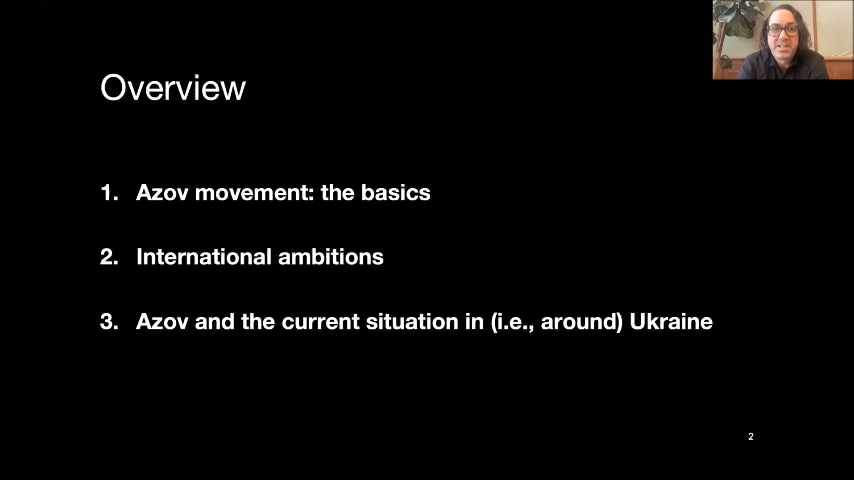 Overview
1. Azov movement: the basics
2. International ambitions
3. Azov and the current situation in (i.e., around) Ukraine
2